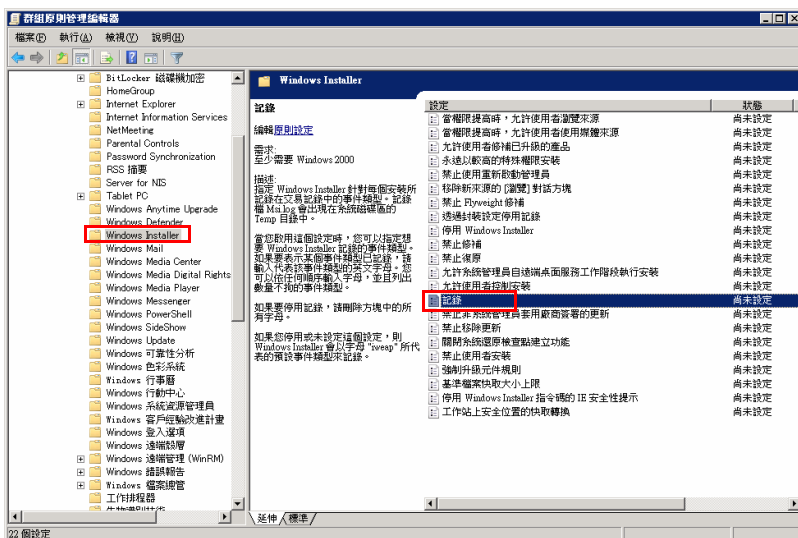 群組原則管理編輯器
檔案(F) 執行(A) 檢視(V) 說明(H)
BitLocker 磁碟機加密
HomeGroup
Internet Explorer
Internet Information Services
NetMeeting
Parental Controls
Password Synchronization
RSS 摘要
Server for NIS
Tablet PC
Windows Anytime Upgrade
Windows Defender
Windows Installer
Windows Mail
Windows Media Center
Windows Media Digital Rights
Windows Media Player
Windows Messenger
Windows PowerShell
Windows SideShow
Windows Update
Windows 可靠性分析
Windows 色彩系統
Windows 行事曆
Windows 行動中心
Windows 系統資源管理員
Windows 客戶經驗改進計畫
Windows 登入選項
Windows 遠端殼層
Windows 遠端管理 (WinRM)
Windows 錯誤報告
Windows 檔案總管
工作排程器
生物識別技術
Windows Installer
記錄
編輯原則設定
需求:
至少需要 Windows 2000
描述:
指定 Windows Installer 針對每個安裝所
記錄在交易記錄中的事件類型。記錄
檔 Msi.log 會出現在系統磁碟區的
Temp 目錄中。
當您啟用這個設定時，您可以指定想
要 Windows Installer 記錄的事件類型。
如果要表示某個事件類型已記錄，請
輸入代表該事件類型的英文字母。您
可以依任何順序輸入字母，並且列出
數量不拘的事件類型。
如果要停用記錄，請刪除方塊中的所
有字母。
如果您停用或未設定這個設定，則
Windows Installer 會以字母 "iweap" 所代
表的預設事件類型來記錄。
設定 狀態
當權限提高時，允許使用者瀏覽來源 尚未設定
當權限提高時，允許使用者使用媒體來源 尚未設定
允許使用者修補已升級的產品 尚未設定
永遠以較高的特殊權限安裝 尚未設定
禁止使用重新啟動管理員 尚未設定
移除新來源的 [瀏覽] 對話方塊 尚未設定
禁止 Flyweight 修補 尚未設定
透過封裝設定停用記錄 尚未設定
停用 Windows Installer 尚未設定
禁止修補 尚未設定
禁止復原 尚未設定
允許系統管理員自遠端桌面服務工作階段執行安裝 尚未設定
允許使用者控制安裝 尚未設定
記錄 尚未設定
禁止非系統管理員套用廠商簽署的更新 尚未設定
禁止移除更新 尚未設定
關閉系統還原檢查點建立功能 尚未設定
禁止使用者安裝 尚未設定
強制升級元件規則 尚未設定
基準檔案快取大小上限 尚未設定
停用 Windows Installer 指令碼的 IE 安全性提示 尚未設定
工作站上安全位置的快取轉換 尚未設定
延伸 標準
22 個設定